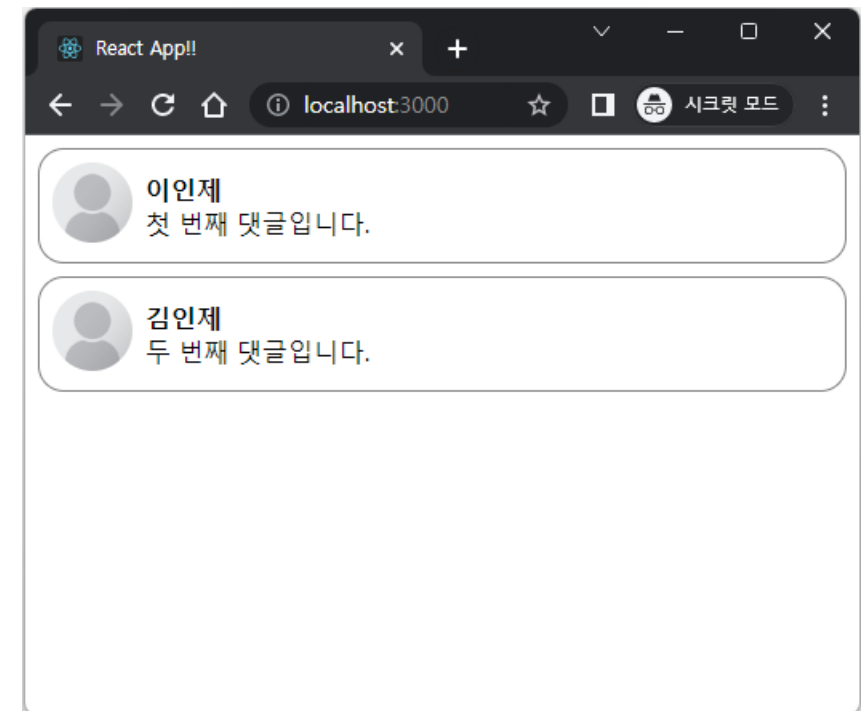 React App!!
localhost:3000
시크릿 모드
이인제
첫 번째 댓글입니다.
김인제
두 번째 댓글입니다.